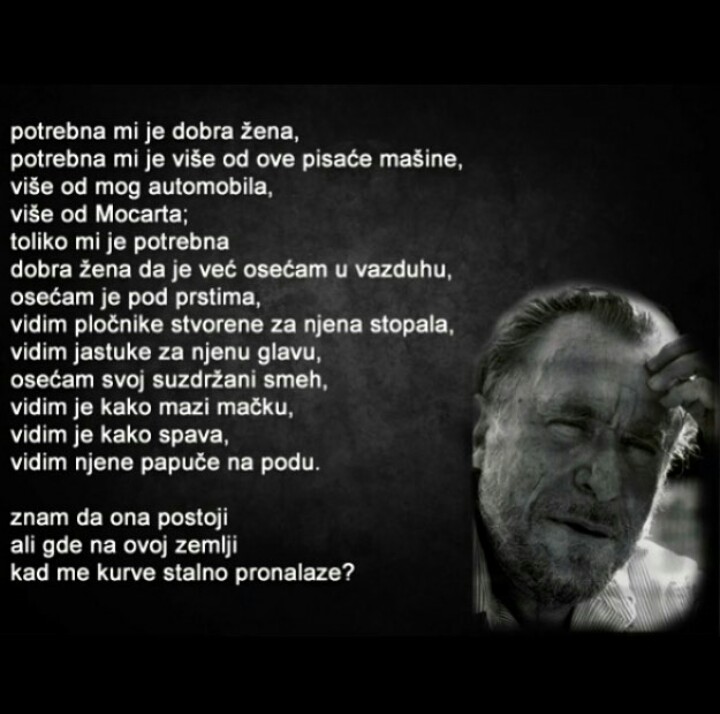 potrebna mi je dobra žena,
potrebna mi je više od ove pisaće mašine,
više od mog automobila,
više od Mocarta;
toliko mi je potrebna
dobra žena da je već osećam u vazduhu,
osećam je pod prstima,
vidim pločnike stvorene za njena stopala,
vidim jastuke za njenu glavu,
osećam svoj suzdržani smeh,
vidim je kako mazi mačku,
vidim je kako spava,
vidim njene papuče na podu.
znam da ona postoji
ali gde na ovoj zemlji
kad me kurve stalno pronalaze?